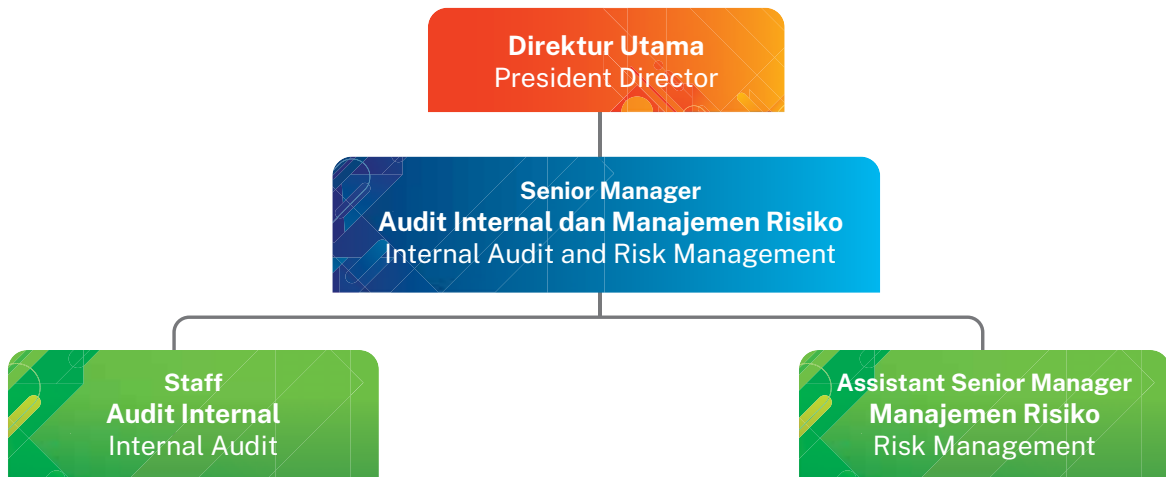 Direktur Utama
President Director
Senior Manager
Audit Internal dan Manajemen Risiko
Internal Audit and Risk Management
Staff
Audit Internal
Internal Audit
Assistant Senior Manager
Manajemen Risiko
Risk Management